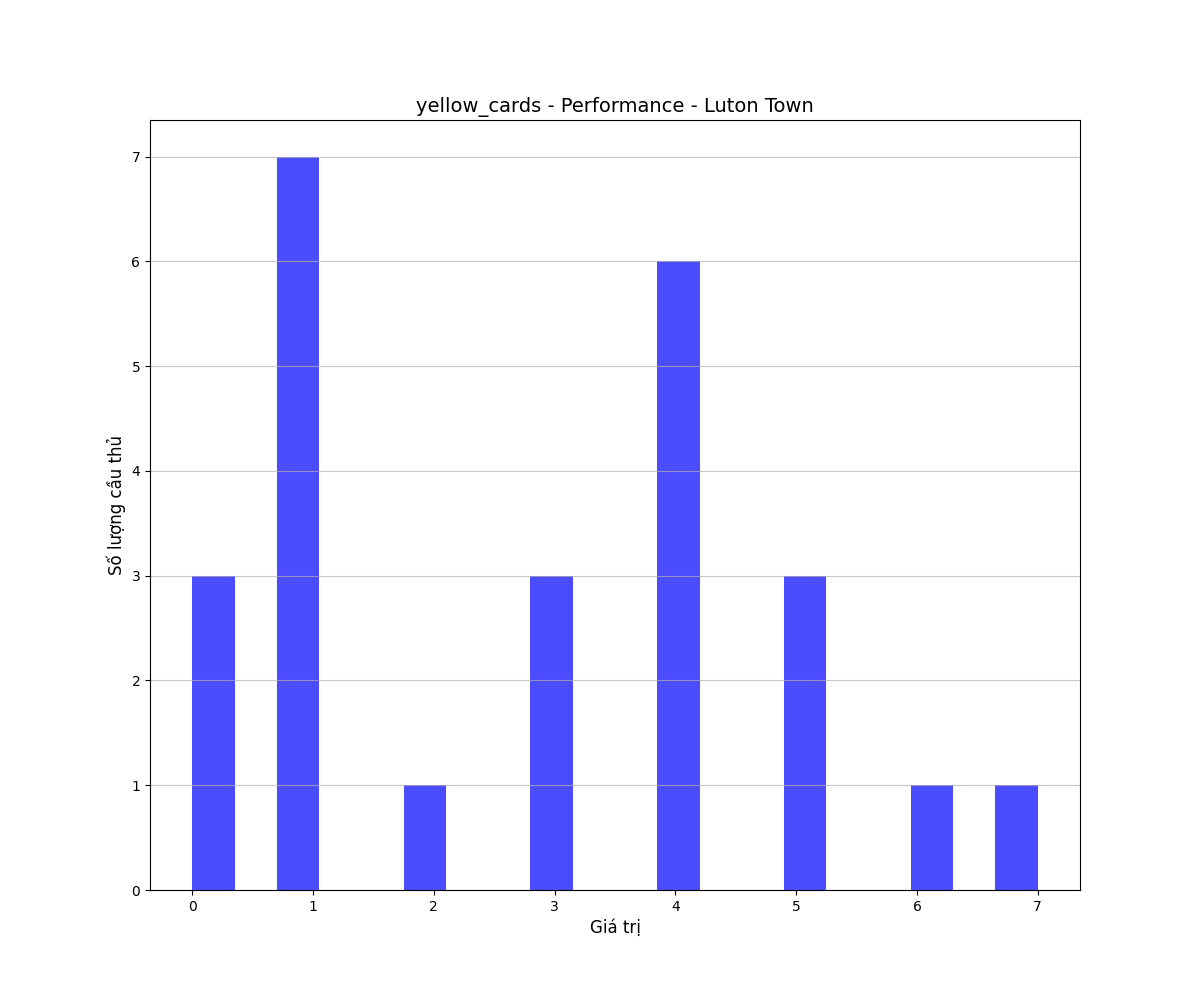 yellow_cards - Performance - Luton Town
Số lượng cầu thủ
7
6
5
4
3
2
1
0
0 1 2 3 4 5 6 7
Giá trị